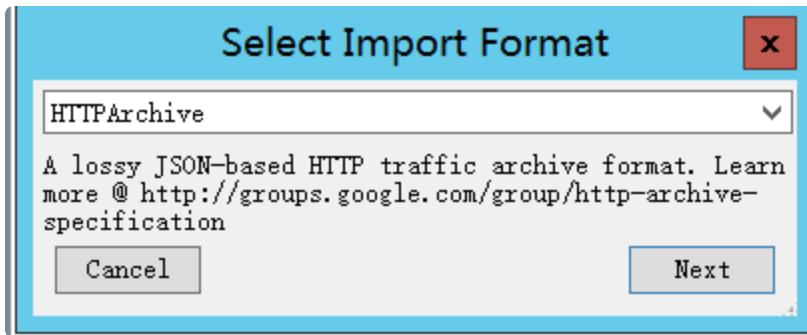 Select Import Format
x
HTTPArchive
A lossy JSON-based HTTP traffic archive format. Learn
more @ http://groups.google.com/group/http-archive-
specification
Cancel Next